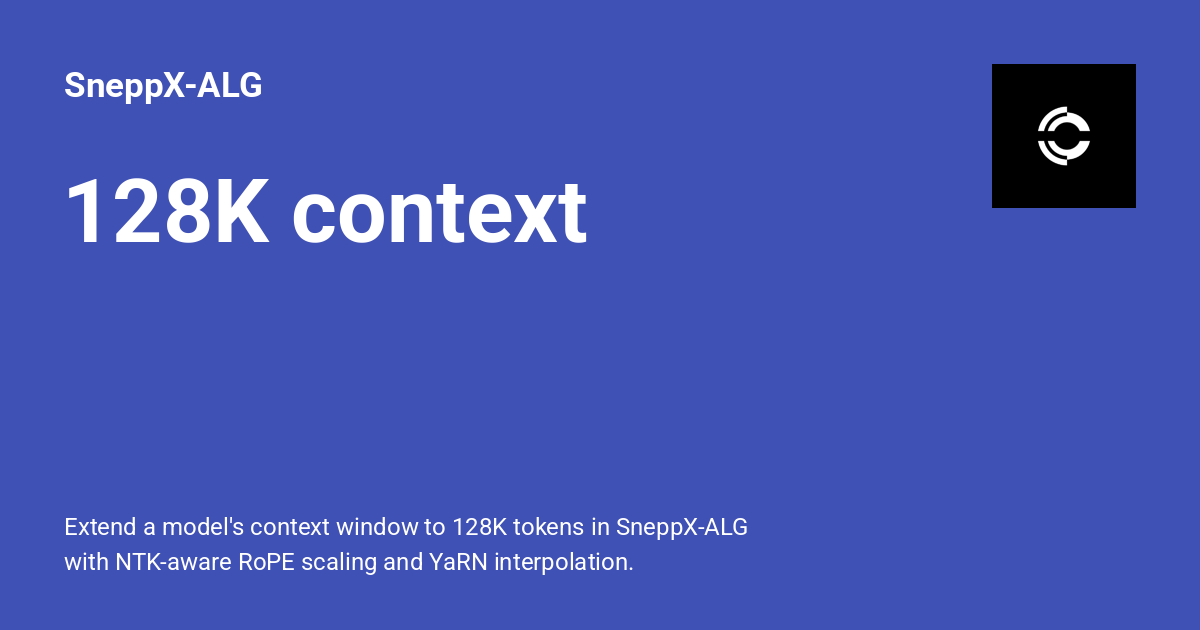 SneppX-ALG
128K context
Extend a model's context window to 128K tokens in SneppX-ALG
with NTK-aware RoPE scaling and YaRN interpolation.